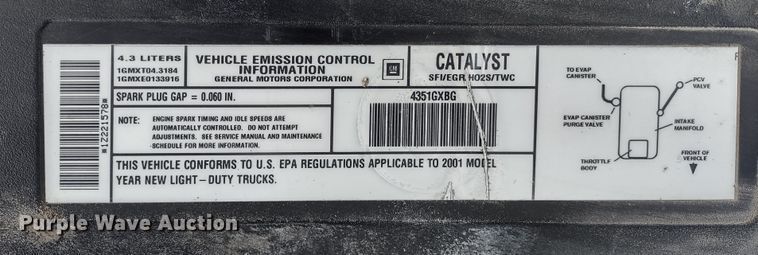 *12221578*
4.3 LITERS
1GMXT04.3184
1GMXE0133916
VEHICLE EMISSION CONTROL
INFORMATION
GENERAL MOTORS CORPORATION
GM
CATALYST
SFI/EGR, HO2S/TWC
SPARK PLUG GAP = 0.060 IN.
4351GXBG
NOTE: ENGINE SPARK TIMING AND IDLE SPEEDS ARE
AUTOMATICALLY CONTROLLED. DO NOT ATTEMPT
ADJUSTMENTS. SEE SERVICE MANUAL AND MAINTENANCE
SCHEDULE FOR MORE INFORMATION.
THIS VEHICLE CONFORMS TO U.S. EPA REGULATIONS APPLICABLE TO 2001 MODEL
YEAR NEW LIGHT-DUTY TRUCKS.
TO EVAP
CANISTER
PCV
VALVE
EVAP CANISTER
PURGE VALVE
INTAKE
MANIFOLD
THROTTLE
BODY
FRONT OF
VEHICLE
Purple Wave Auction